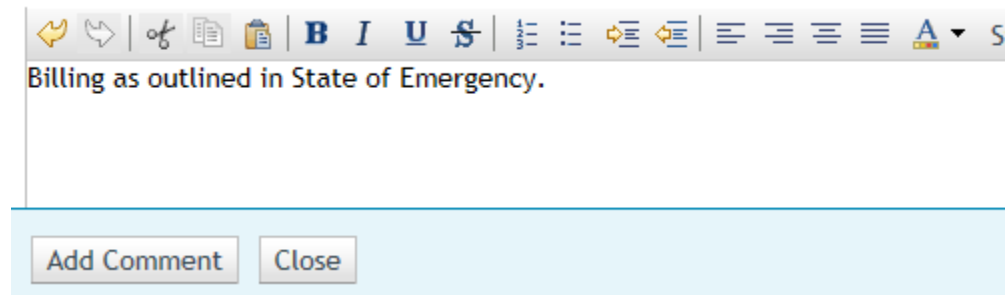 B I U S A S
Billing as outlined in State of Emergency.
Add Comment Close